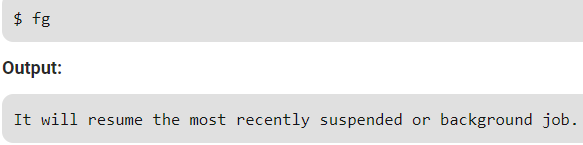 $ fg
Output:
It will resume the most recently suspended or background job.